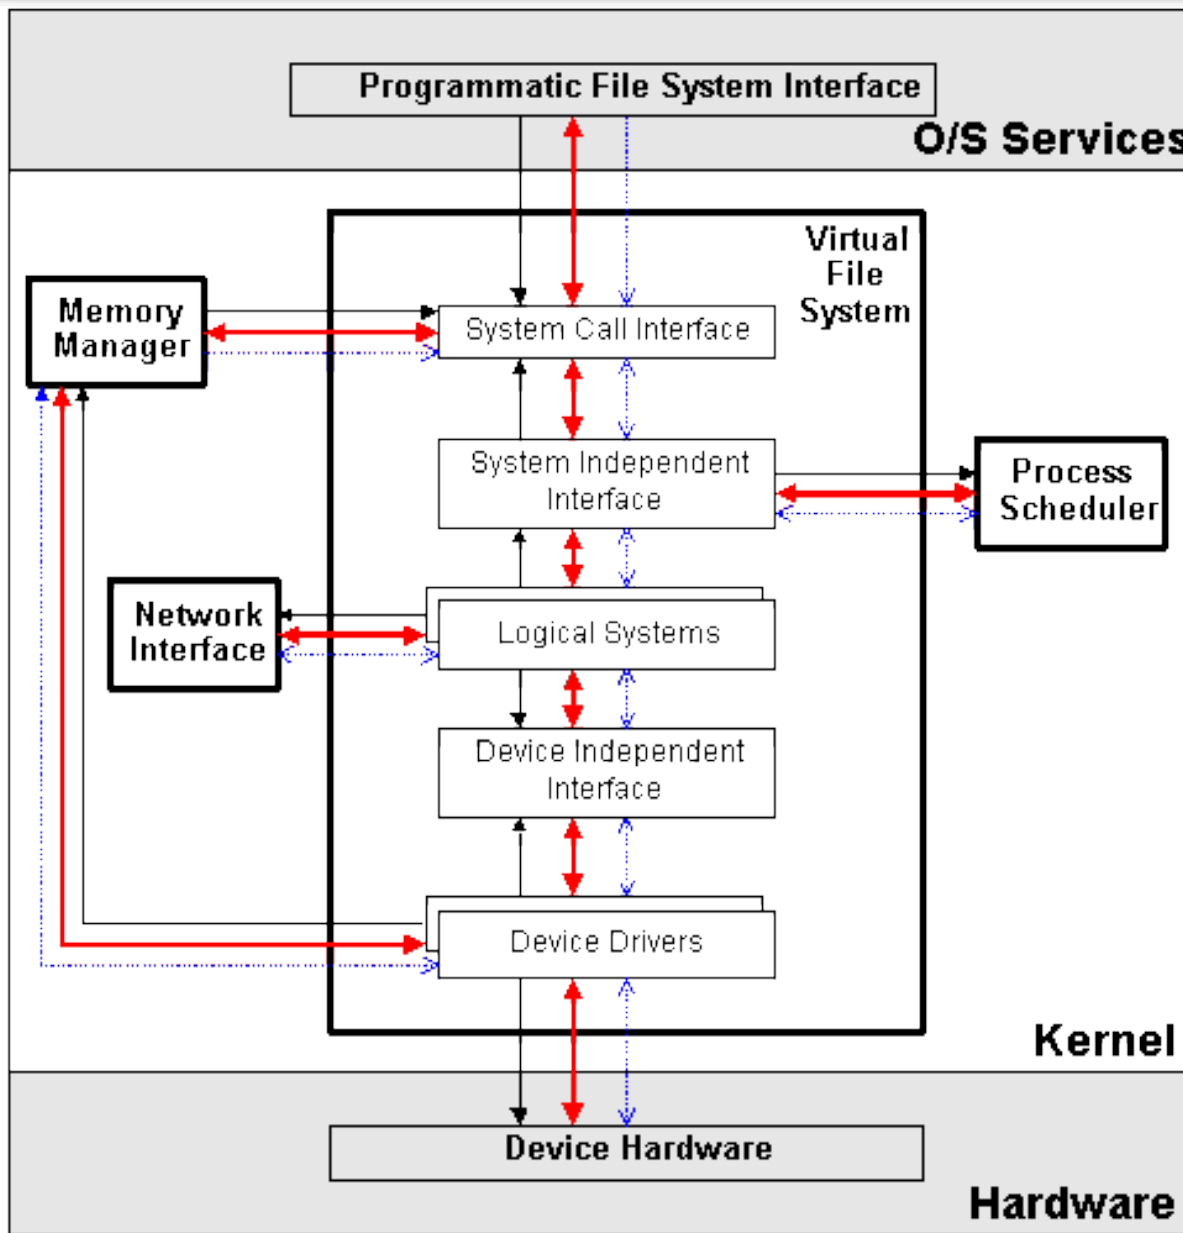 Programmatic File System Interface
O/S Services
Virtual
File
System
Memory
Manager
System Call Interface
System Independent
Interface
Process
Scheduler
Network
Interface
Logical Systems
Device Independent
Interface
Device Drivers
Kernel
Device Hardware
Hardware